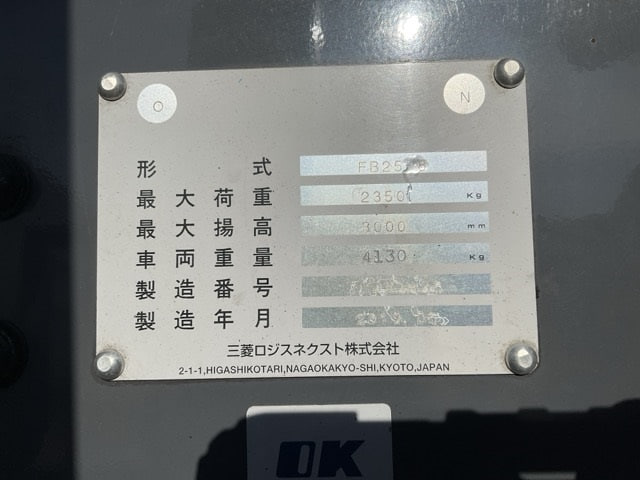 O N
形式
最大荷重 2350 Kg
最大揚高 3000 mm
車両重量 4130 Kg
製造番号
製造年月
三菱ロジスネクスト株式会社
2-1-1,HIGASHIKOTARI,NAGAOKAKYO-SHI,KYOTO,JAPAN
OK